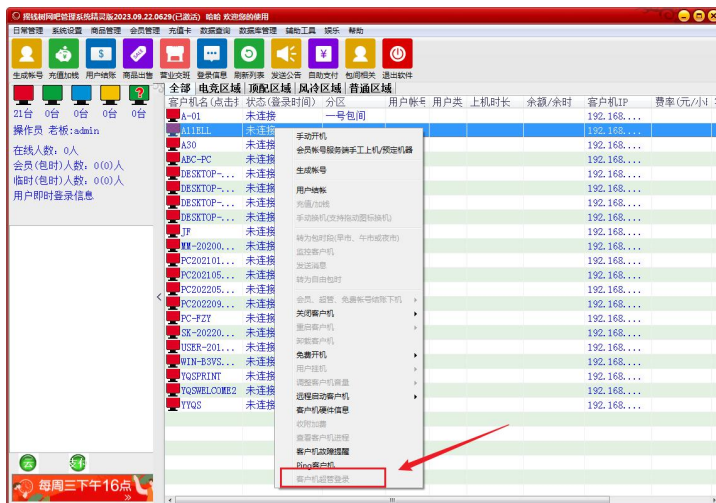 摇钱树网吧管理系统精灵版2023.09.22.0629(已激活) 哈哈 欢迎您的使用
日常管理 系统设置 商品管理 会员管理 充值卡 数据查询 数据库管理 辅助工具 娱乐 帮助
生成帐号 充值加钱 用户结账 商品出售 营业交班 登录信息 刷新列表 发送公告 自助支付 包间相关 退出软件
全部 电竞区域 顶配区域 风冷区域 普通区域
客户机名(点击打 状态(登录时间) 分区 用户帐号 用户类 上机时长 余额/余时 客户机IP 费率(元/小时
21台 0台 0台 0台 0台
操作员 老板:admin
在线人数: 0人
会员(包时)人数: 0(0)人
临时(包时)人数: 0(0)人
用户即时登录信息
A-01 未连接 一号包间 192.168....
A11ELL 未连接 192.168....
A30 未连接 192.168....
ABC-PC 未连接 192.168....
DESKTOP-... 未连接 192.168....
DESKTOP-... 未连接 192.168....
DESKTOP-... 未连接 192.168....
DESKTOP-... 未连接 192.168....
JF 未连接 192.168....
MM-20200... 未连接 192.168....
PC202101... 未连接 192.168....
PC202105... 未连接 192.168....
PC202205... 未连接 192.168....
PC202209... 未连接 192.168....
PC-FZY 未连接 192.168....
SK-20220... 未连接 192.168....
USER-201... 未连接 192.168....
WIN-B3VS... 未连接 192.168....
YQSPRINT 未连接 192.168....
YQSWELCOME2 未连接 192.168....
YYQS 未连接 192.168....
手动开机
会员帐号服务端手工上机/预定机器
生成帐号
用户结帐
充值/加钱
手动换机(支持拖动图标换机)
转为包时段(早市、午市或夜市)
监控客户机
发送消息
转为自由包时
会员、超管、免费帐号结账下机
关闭客户机
重启客户机
卸载客户机
免费开机
用户挂机
调整客户机音量
远程启动客户机
客户机硬件信息
收附加费
查看客户机进程
客户机故障提醒
Ping客户机
客户机超管登录
云
支付
每周三下午16点